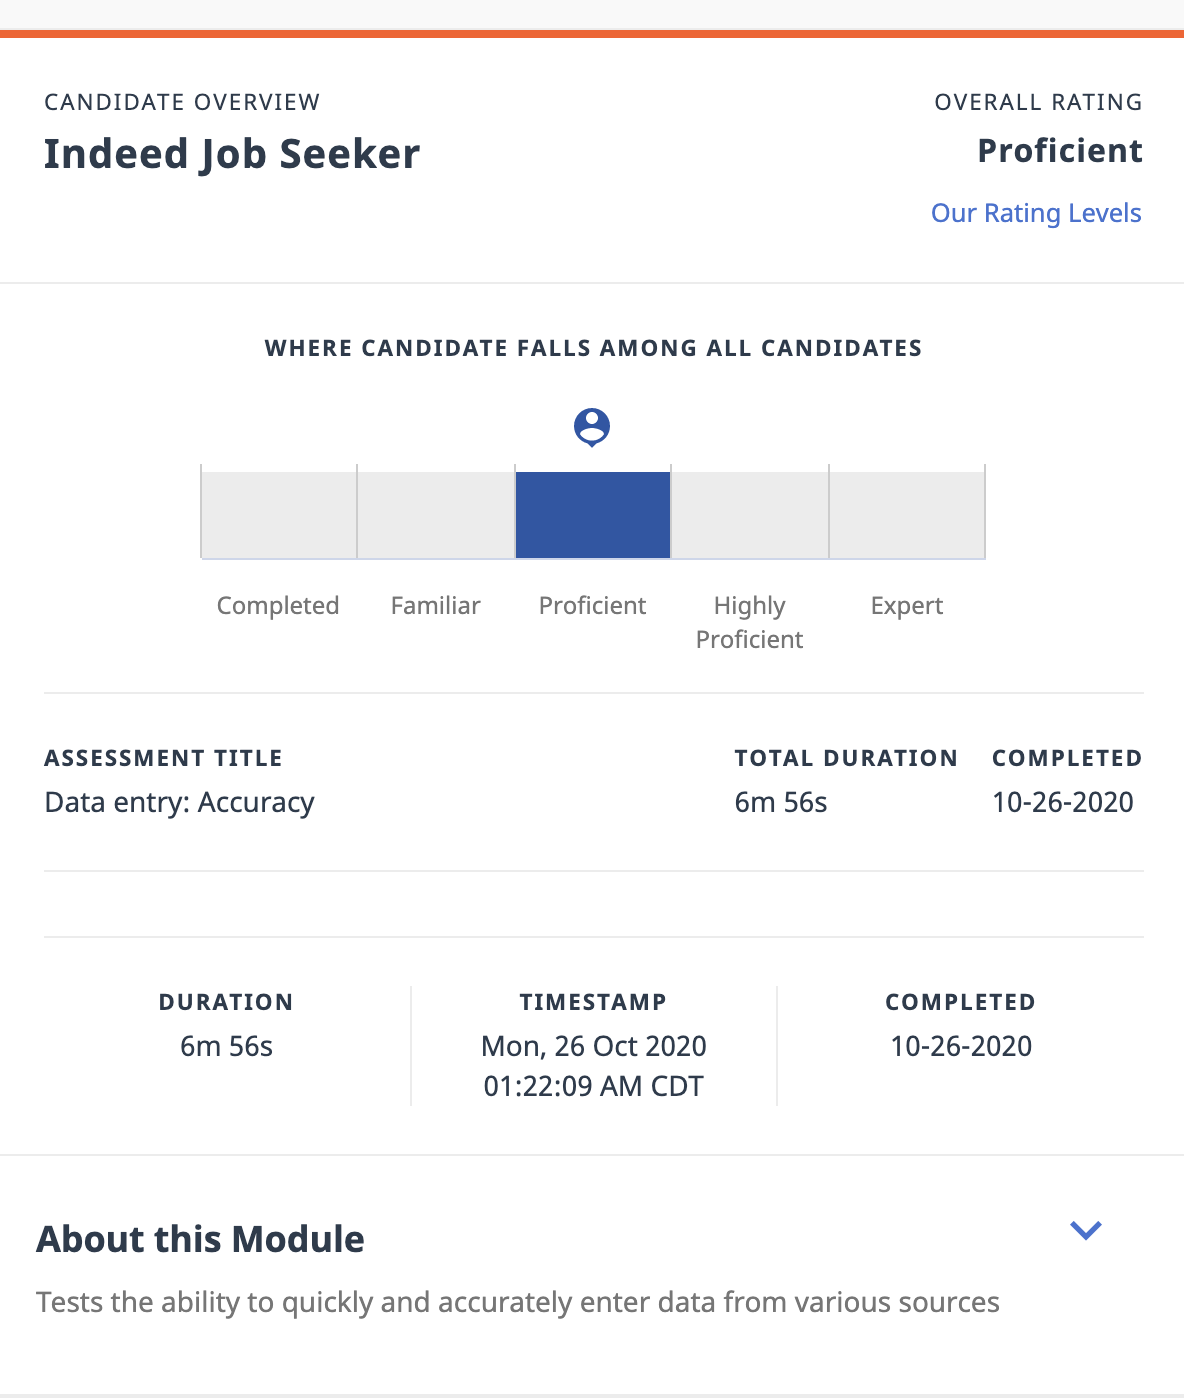 CANDIDATE OVERVIEW
Indeed Job Seeker
OVERALL RATING
Proficient
Our Rating Levels
WHERE CANDIDATE FALLS AMONG ALL CANDIDATES
Completed
Familiar
Proficient
Highly
Proficient
Expert
ASSESSMENT TITLE
Data entry: Accuracy
TOTAL DURATION
6m 56s
COMPLETED
10-26-2020
DURATION
6m 56s
TIMESTAMP
Mon, 26 Oct 2020
01:22:09 AM CDT
COMPLETED
10-26-2020
About this Module
Tests the ability to quickly and accurately enter data from various sources